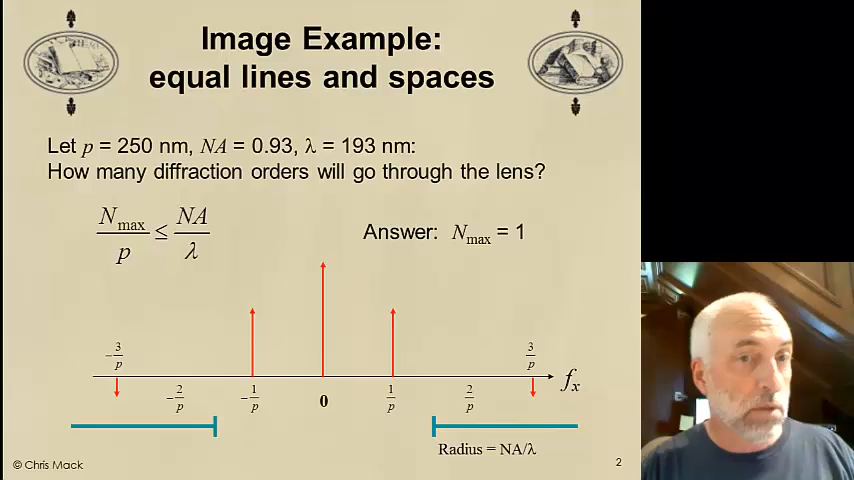 Image Example:
equal lines and spaces
Let p = 250 nm, NA = 0.93, λ = 193 nm:
How many diffraction orders will go through the lens?
N_max / p ≤ NA / λ
Answer: N_max = 1
−3/p
3/p
f_x
−2/p
−1/p
0
1/p
2/p
Radius = NA/λ
© Chris Mack
2